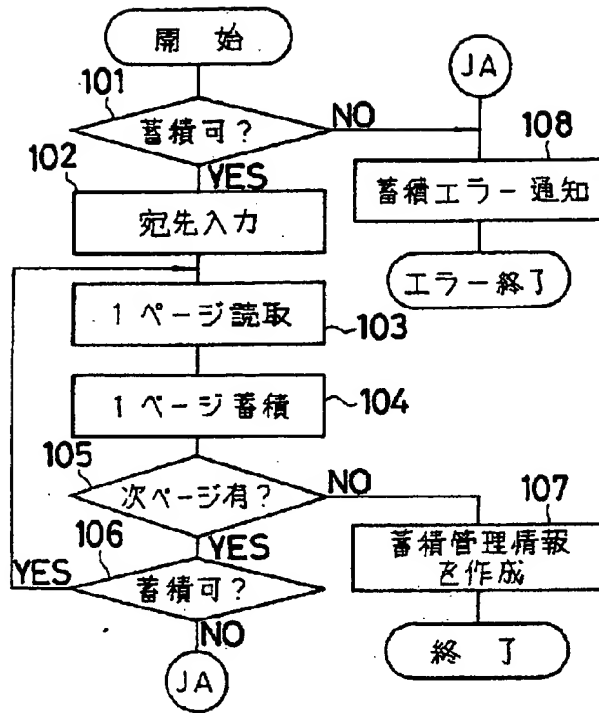 開 始
JA
101
蓄積可?
NO
108
102
YES
蓄積エラー通知
宛先入力
エラー終了
1 ページ読取
103
1 ページ蓄積
104
105
次ページ有?
NO
107
106
YES
蓄積管理情報
を作成
YES
蓄積可?
NO
終 了
JA